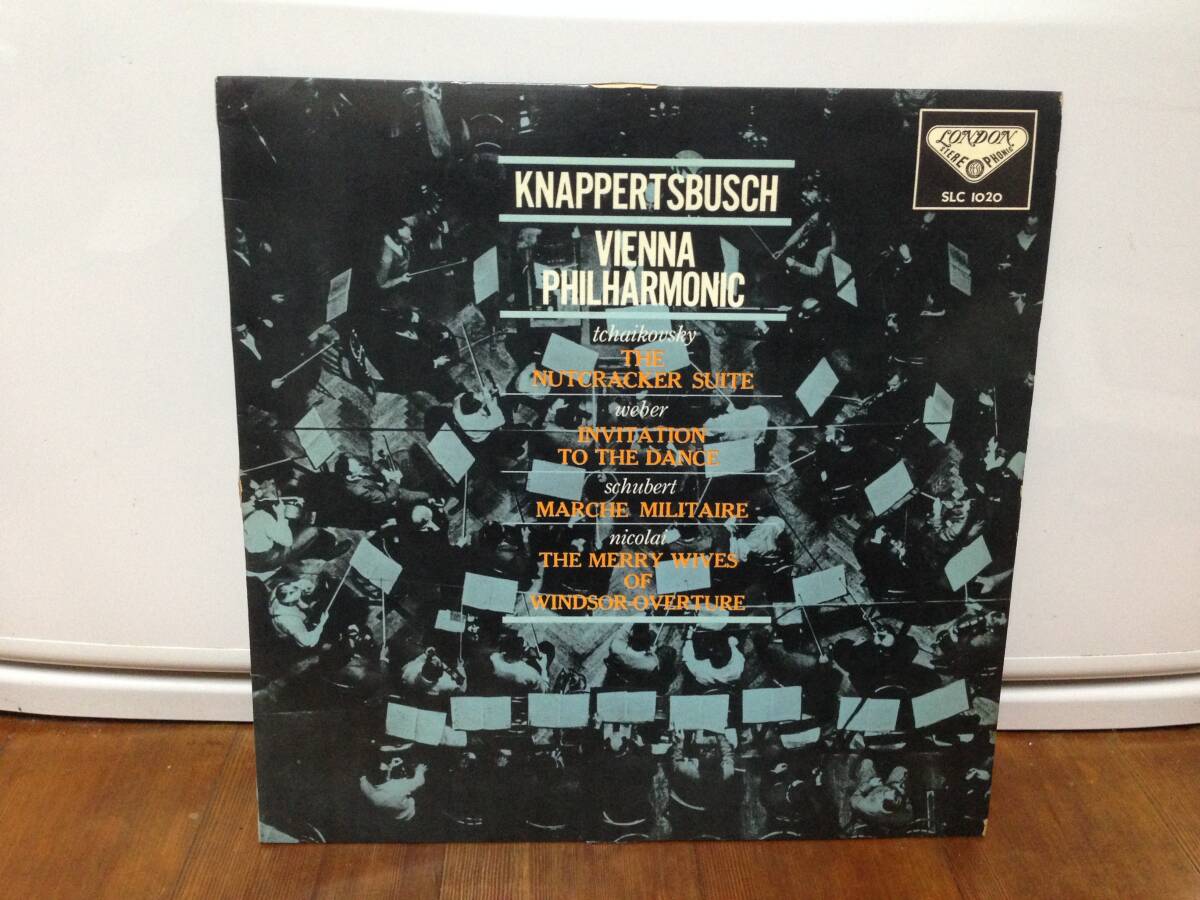 LONDON
STEREO PHONIC
SLC 1020
KNAPPERTSBUSCH
VIENNA
PHILHARMONIC
tchaikovsky
THE
NUTCRACKER SUITE
weber
INVITATION
TO THE DANCE
schubert
MARCHE MILITAIRE
nicolai
THE MERRY WIVES
OF
WINDSOR-OVERTURE